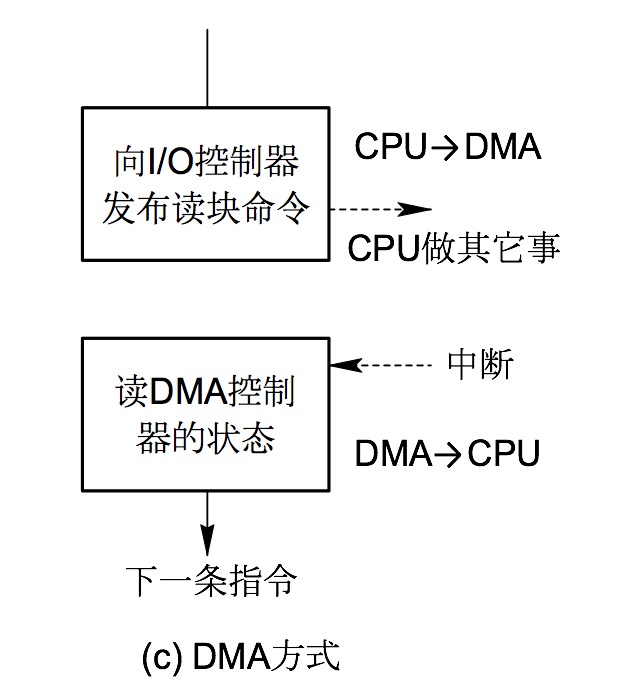 向I/O控制器
发布读块命令
CPU→DMA
CPU做其它事
读DMA控制
器的状态
中断
DMA→CPU
下一条指令
(c) DMA方式